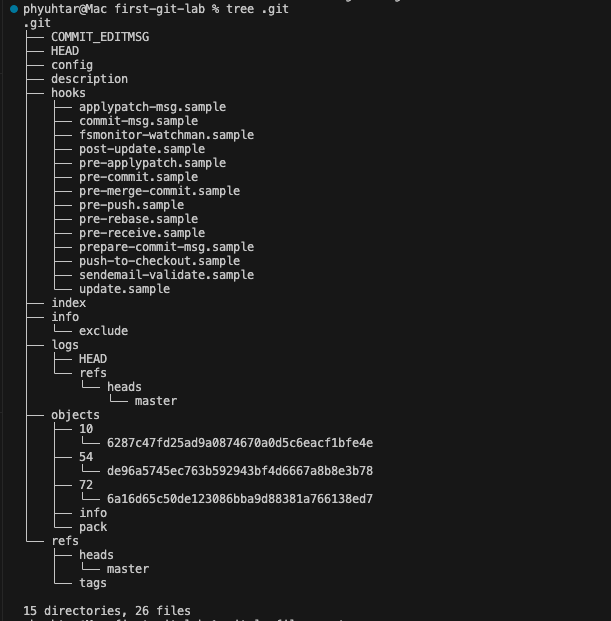 phyuhtar@Mac first-git-lab % tree .git
.git
├── COMMIT_EDITMSG
├── HEAD
├── config
├── description
├── hooks
│   ├── applypatch-msg.sample
│   ├── commit-msg.sample
│   ├── fsmonitor-watchman.sample
│   ├── post-update.sample
│   ├── pre-applypatch.sample
│   ├── pre-commit.sample
│   ├── pre-merge-commit.sample
│   ├── pre-push.sample
│   ├── pre-rebase.sample
│   ├── pre-receive.sample
│   ├── prepare-commit-msg.sample
│   ├── push-to-checkout.sample
│   ├── sendemail-validate.sample
│   └── update.sample
├── index
├── info
│   └── exclude
├── logs
│   ├── HEAD
│   └── refs
│       └── heads
│           └── master
├── objects
│   ├── 10
│   │   └── 6287c47fd25ad9a0874670a0d5c6eacf1bfe4e
│   ├── 54
│   │   └── de96a5745ec763b592943bf4d6667a8b8e3b78
│   ├── 72
│   │   └── 6a16d65c50de123086bba9d88381a766138ed7
│   ├── info
│   └── pack
└── refs
    ├── heads
    │   └── master
    └── tags

15 directories, 26 files